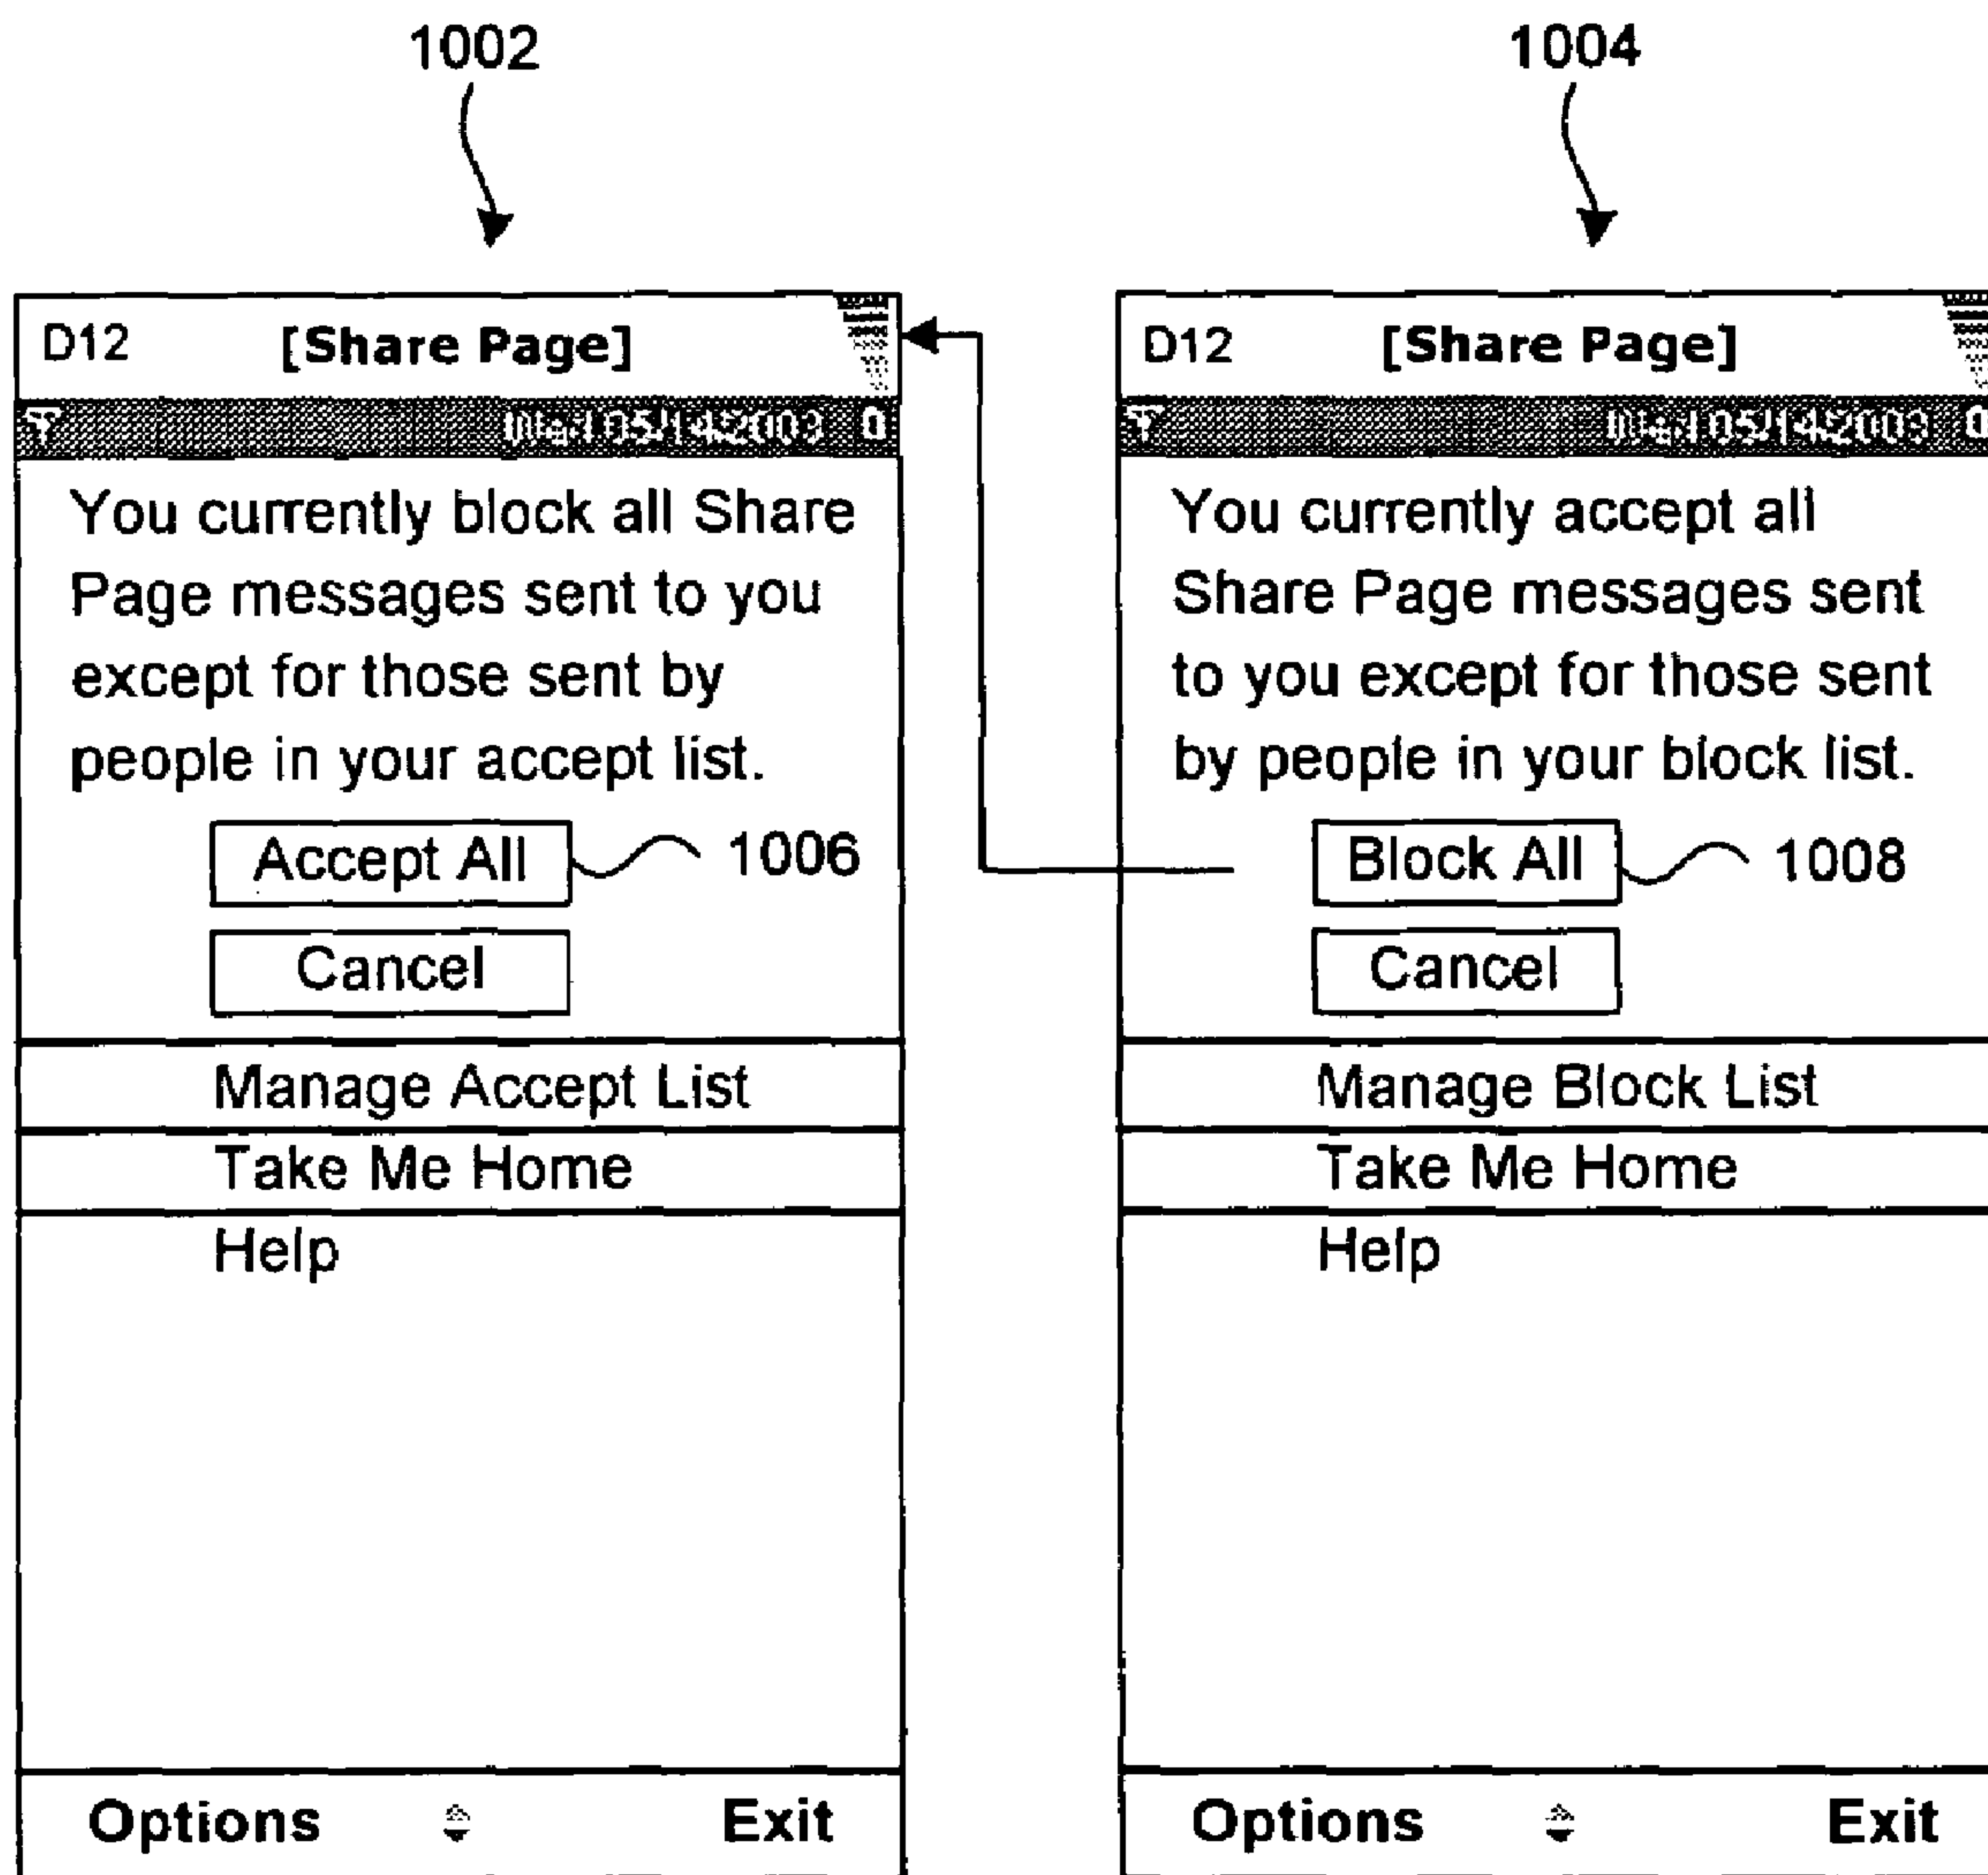 1002
D12 [Share Page]
You currently block all Share
Page messages sent to you
except for those sent by
people in your accept list.
Accept All 1006
Cancel
Manage Accept List
Take Me Home
Help
Options Exit
1004
D12 [Share Page]
You currently accept all
Share Page messages sent
to you except for those sent
by people in your block list.
Block All 1008
Cancel
Manage Block List
Take Me Home
Help
Options Exit